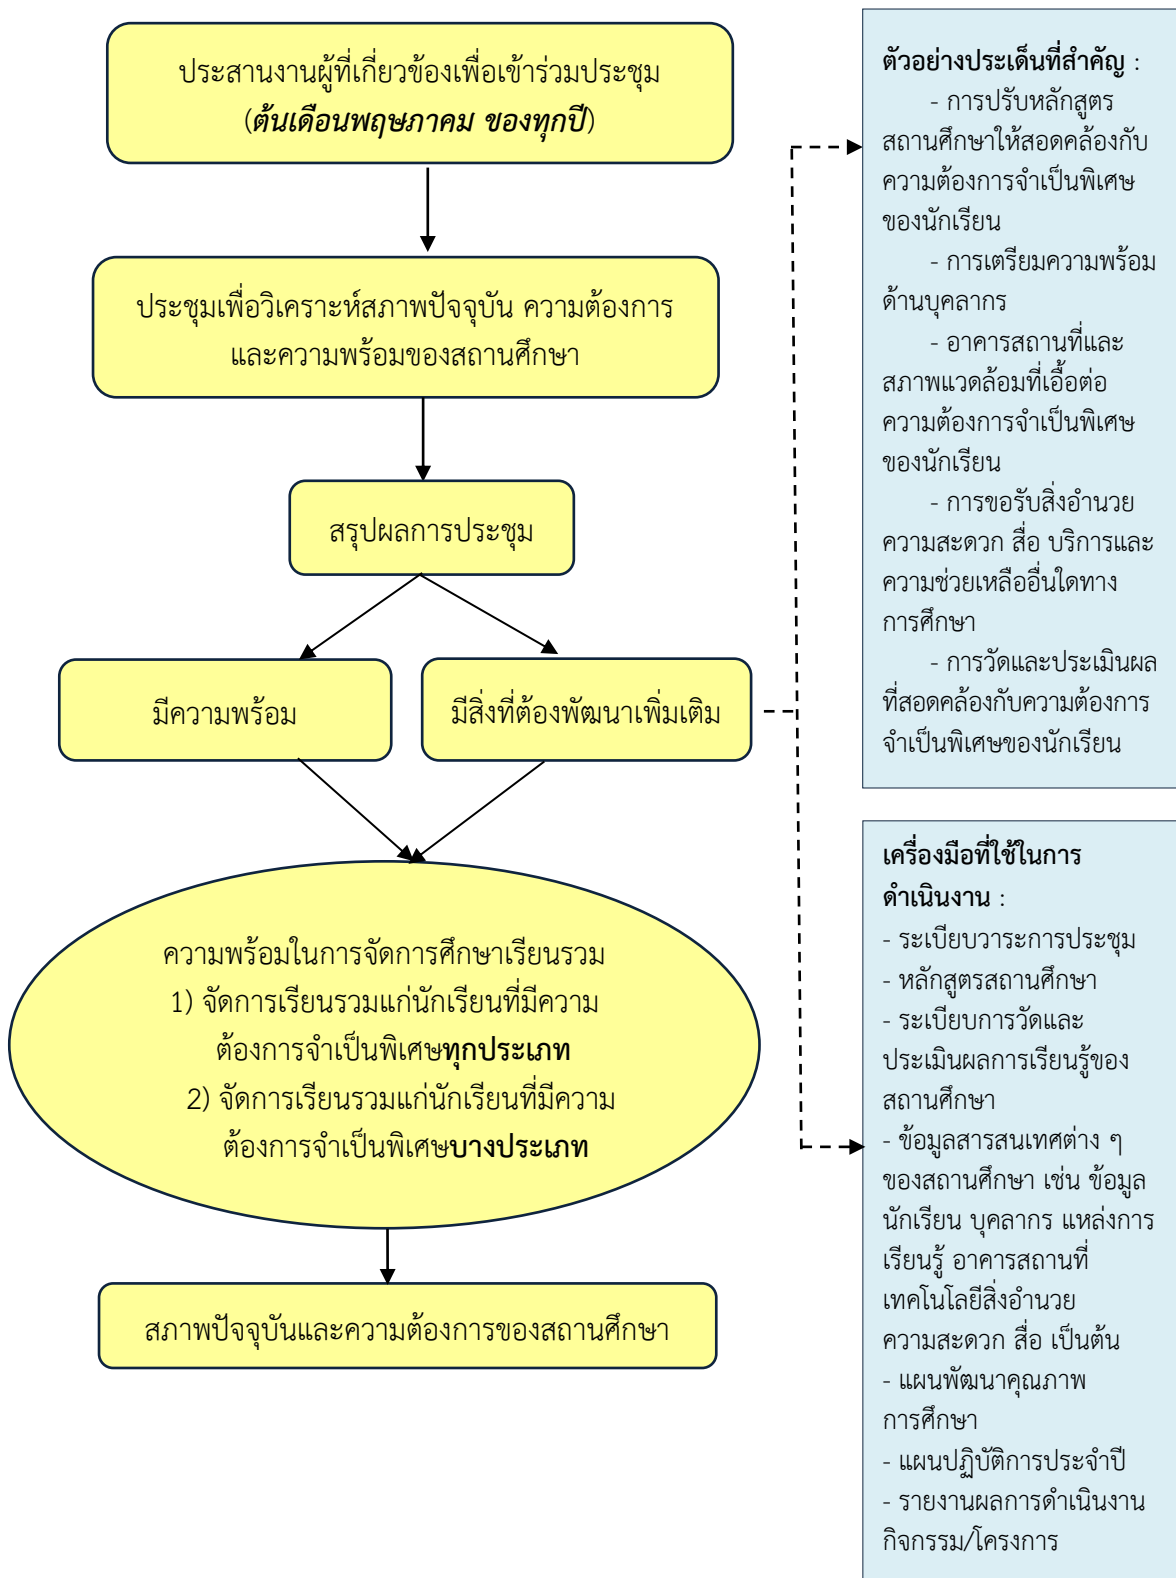 ประสานงานผู้ที่เกี่ยวข้องเพื่อเข้าร่วมประชุม
(ต้นเดือนพฤษภาคม ของทุกปี)
ประชุมเพื่อวิเคราะห์สภาพปัจจุบัน ความต้องการ
และความพร้อมของสถานศึกษา
สรุปผลการประชุม
มีความพร้อม
มีสิ่งที่ต้องพัฒนาเพิ่มเติม
ความพร้อมในการจัดการศึกษาเรียนรวม
1) จัดการเรียนรวมแก่นักเรียนที่มีความ
ต้องการจำเป็นพิเศษทุกประเภท
2) จัดการเรียนรวมแก่นักเรียนที่มีความ
ต้องการจำเป็นพิเศษบางประเภท
สภาพปัจจุบันและความต้องการของสถานศึกษา
ตัวอย่างประเด็นที่สำคัญ :
- การปรับหลักสูตร
สถานศึกษาให้สอดคล้องกับ
ความต้องการจำเป็นพิเศษ
ของนักเรียน
- การเตรียมความพร้อม
ด้านบุคลากร
- อาคารสถานที่และ
สภาพแวดล้อมที่เอื้อต่อ
ความต้องการจำเป็นพิเศษ
ของนักเรียน
- การขอรับสิ่งอำนวย
ความสะดวก สื่อ บริการและ
ความช่วยเหลืออื่นใดทาง
การศึกษา
- การวัดและประเมินผล
ที่สอดคล้องกับความต้องการ
จำเป็นพิเศษของนักเรียน
เครื่องมือที่ใช้ในการ
ดำเนินงาน :
- ระเบียบวาระการประชุม
- หลักสูตรสถานศึกษา
- ระเบียบการวัดและ
ประเมินผลการเรียนรู้ของ
สถานศึกษา
- ข้อมูลสารสนเทศต่าง ๆ
ของสถานศึกษา เช่น ข้อมูล
นักเรียน บุคลากร แหล่งการ
เรียนรู้ อาคารสถานที่
เทคโนโลยีสิ่งอำนวย
ความสะดวก สื่อ เป็นต้น
- แผนพัฒนาคุณภาพ
การศึกษา
- แผนปฏิบัติการประจำปี
- รายงานผลการดำเนินงาน
กิจกรรม/โครงการ